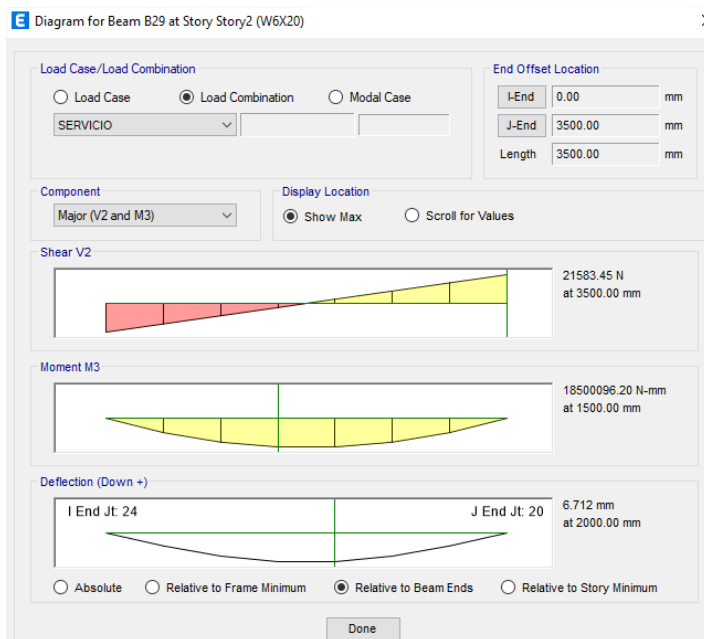 E Diagram for Beam B29 at Story Story2 (W6X20)
Load Case/Load Combination
Load Case Load Combination Modal Case
SERVICIO
End Offset Location
I-End 0.00 mm
J-End 3500.00 mm
Length 3500.00 mm
Component
Major (V2 and M3)
Display Location
Show Max Scroll for Values
Shear V2
21583.45 N
at 3500.00 mm
Moment M3
18500096.20 N-mm
at 1500.00 mm
Deflection (Down +)
I End Jt: 24 J End Jt: 20
6.712 mm
at 2000.00 mm
Absolute Relative to Frame Minimum Relative to Beam Ends Relative to Story Minimum
Done